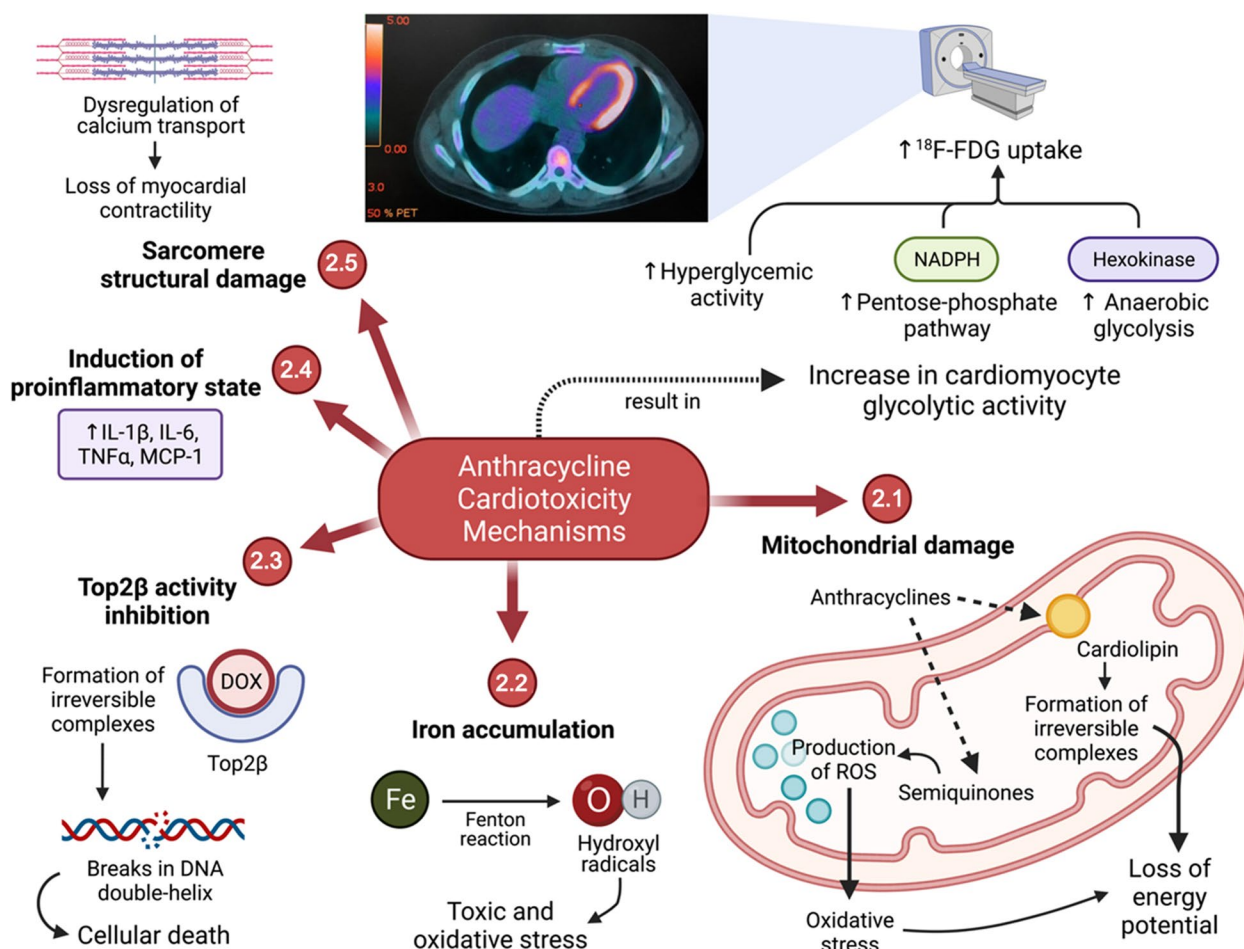 5.00
0.00
3.0
50 % PET
Dysregulation of
calcium transport
Loss of myocardial
contractility
Sarcomere
structural damage
2.5
↑ ¹⁸F-FDG uptake
↑Hyperglycemic
activity
NADPH
↑Pentose-phosphate
pathway
Hexokinase
↑ Anaerobic
glycolysis
Induction of
proinflammatory state
2.4
↑IL-1β, IL-6,
TNFα, MCP-1
result in
Increase in cardiomyocyte
glycolytic activity
Anthracycline
Cardiotoxicity
Mechanisms
2.3
Top2β activity
inhibition
Formation of
irreversible
complexes
DOX
Top2β
Breaks in DNA
double-helix
Cellular death
2.2
Iron accumulation
Fe
Fenton
reaction
O
H
Hydroxyl
radicals
Toxic and
oxidative stress
2.1
Mitochondrial damage
Anthracyclines
Cardiolipin
Formation of
irreversible
complexes
Production
of ROS
Semiquinones
Oxidative
stress
Loss of
energy
potential